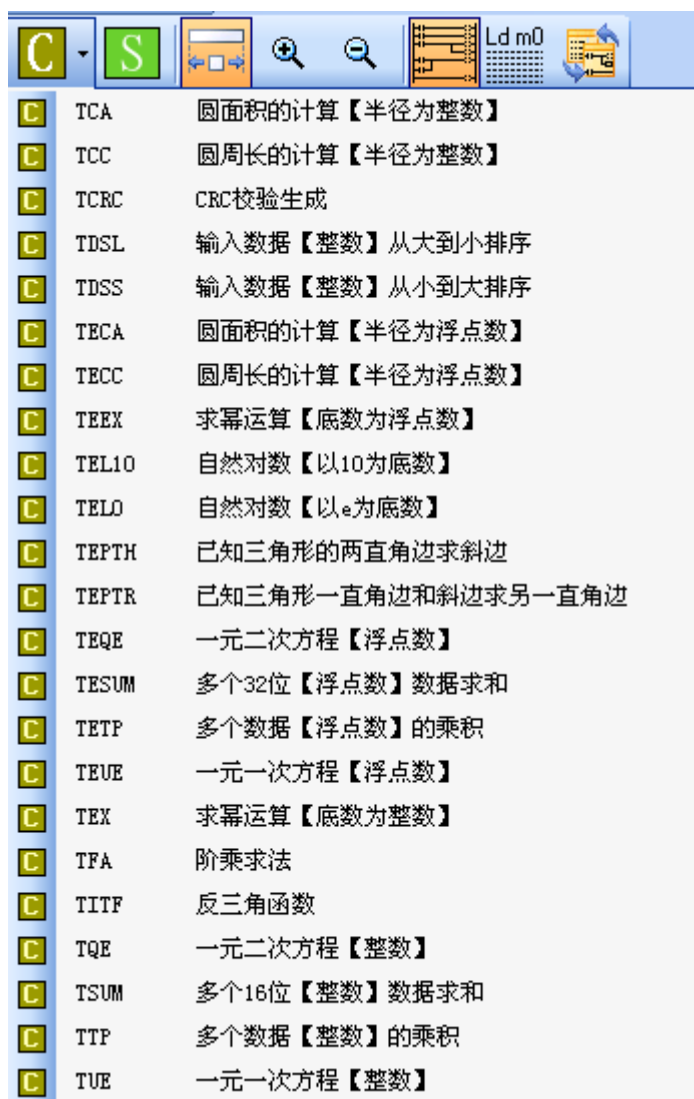 C S Ld m0
C TCA 圆面积的计算【半径为整数】
C TCC 圆周长的计算【半径为整数】
C TCRC CRC校验生成
C TDSL 输入数据【整数】从大到小排序
C TDSS 输入数据【整数】从小到大排序
C TECA 圆面积的计算【半径为浮点数】
C TECC 圆周长的计算【半径为浮点数】
C TEEX 求幂运算【底数为浮点数】
C TEL10 自然对数【以10为底数】
C TELO 自然对数【以e为底数】
C TEPTH 已知三角形的两直角边求斜边
C TEPTR 已知三角形一直角边和斜边求另一直角边
C TEQE 一元二次方程【浮点数】
C TESUM 多个32位【浮点数】数据求和
C TETP 多个数据【浮点数】的乘积
C TEUE 一元一次方程【浮点数】
C TEX 求幂运算【底数为整数】
C TFA 阶乘求法
C TITF 反三角函数
C TQE 一元二次方程【整数】
C TSUM 多个16位【整数】数据求和
C TTP 多个数据【整数】的乘积
C TUE 一元一次方程【整数】